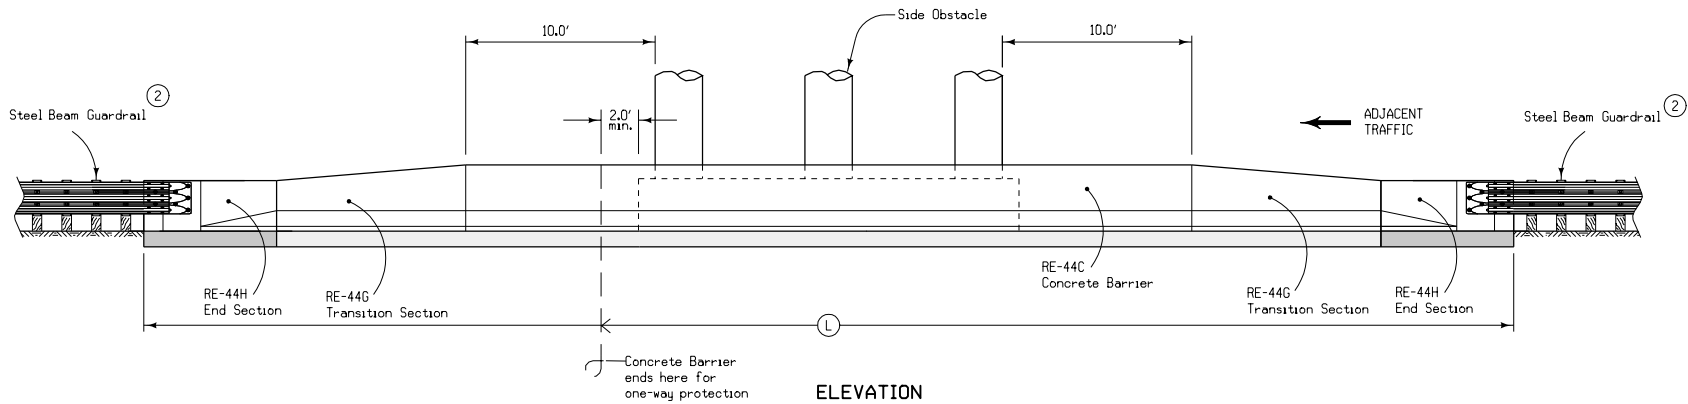 Side Obstacle
10.0'
10.0'
2
Steel Beam Guardrail
2.0'
min.
ADJACENT
TRAFFIC
2
Steel Beam Guardrail
RE-44H
End Section
RE-44G
Transition Section
RE-44C
Concrete Barrier
RE-44G
Transition Section
RE-44H
End Section
L
Concrete Barrier
ends here for
one-way protection
ELEVATION